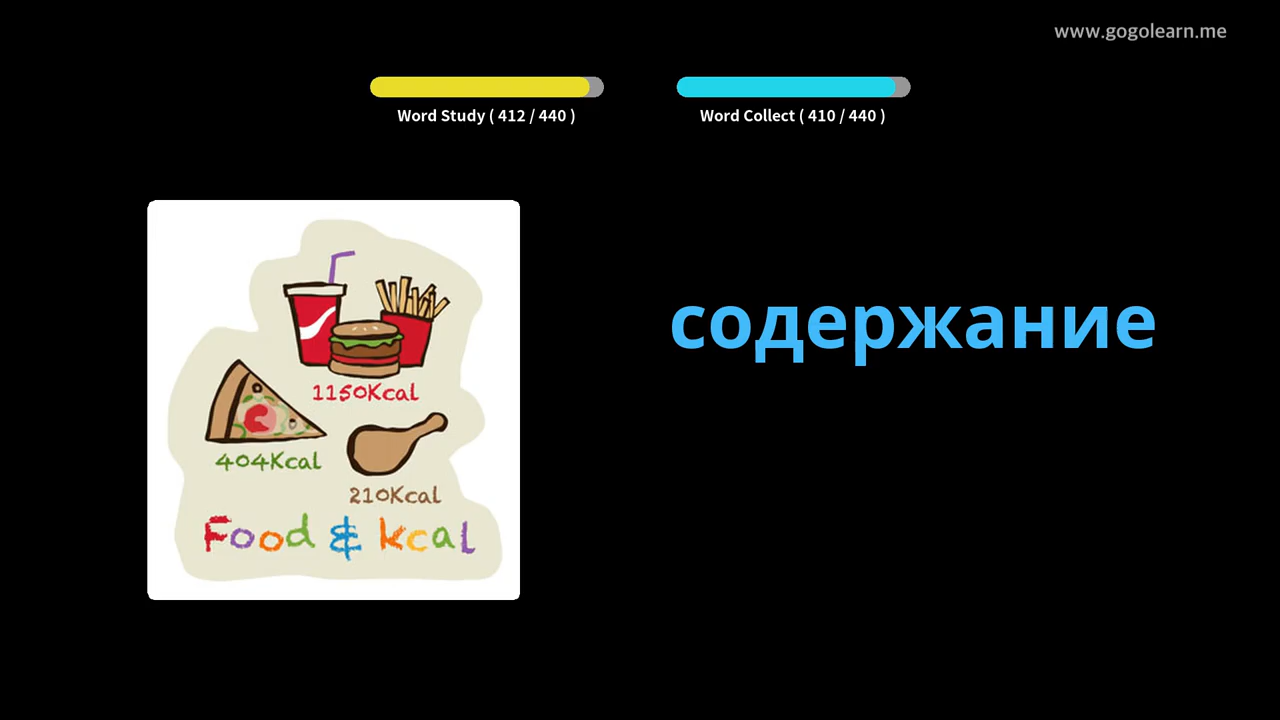 www.gogolearn.me
Word Study ( 412 / 440 )
Word Collect ( 410 / 440 )
содержание
1150Kcal
404Kcal
210Kcal
Food & kcal